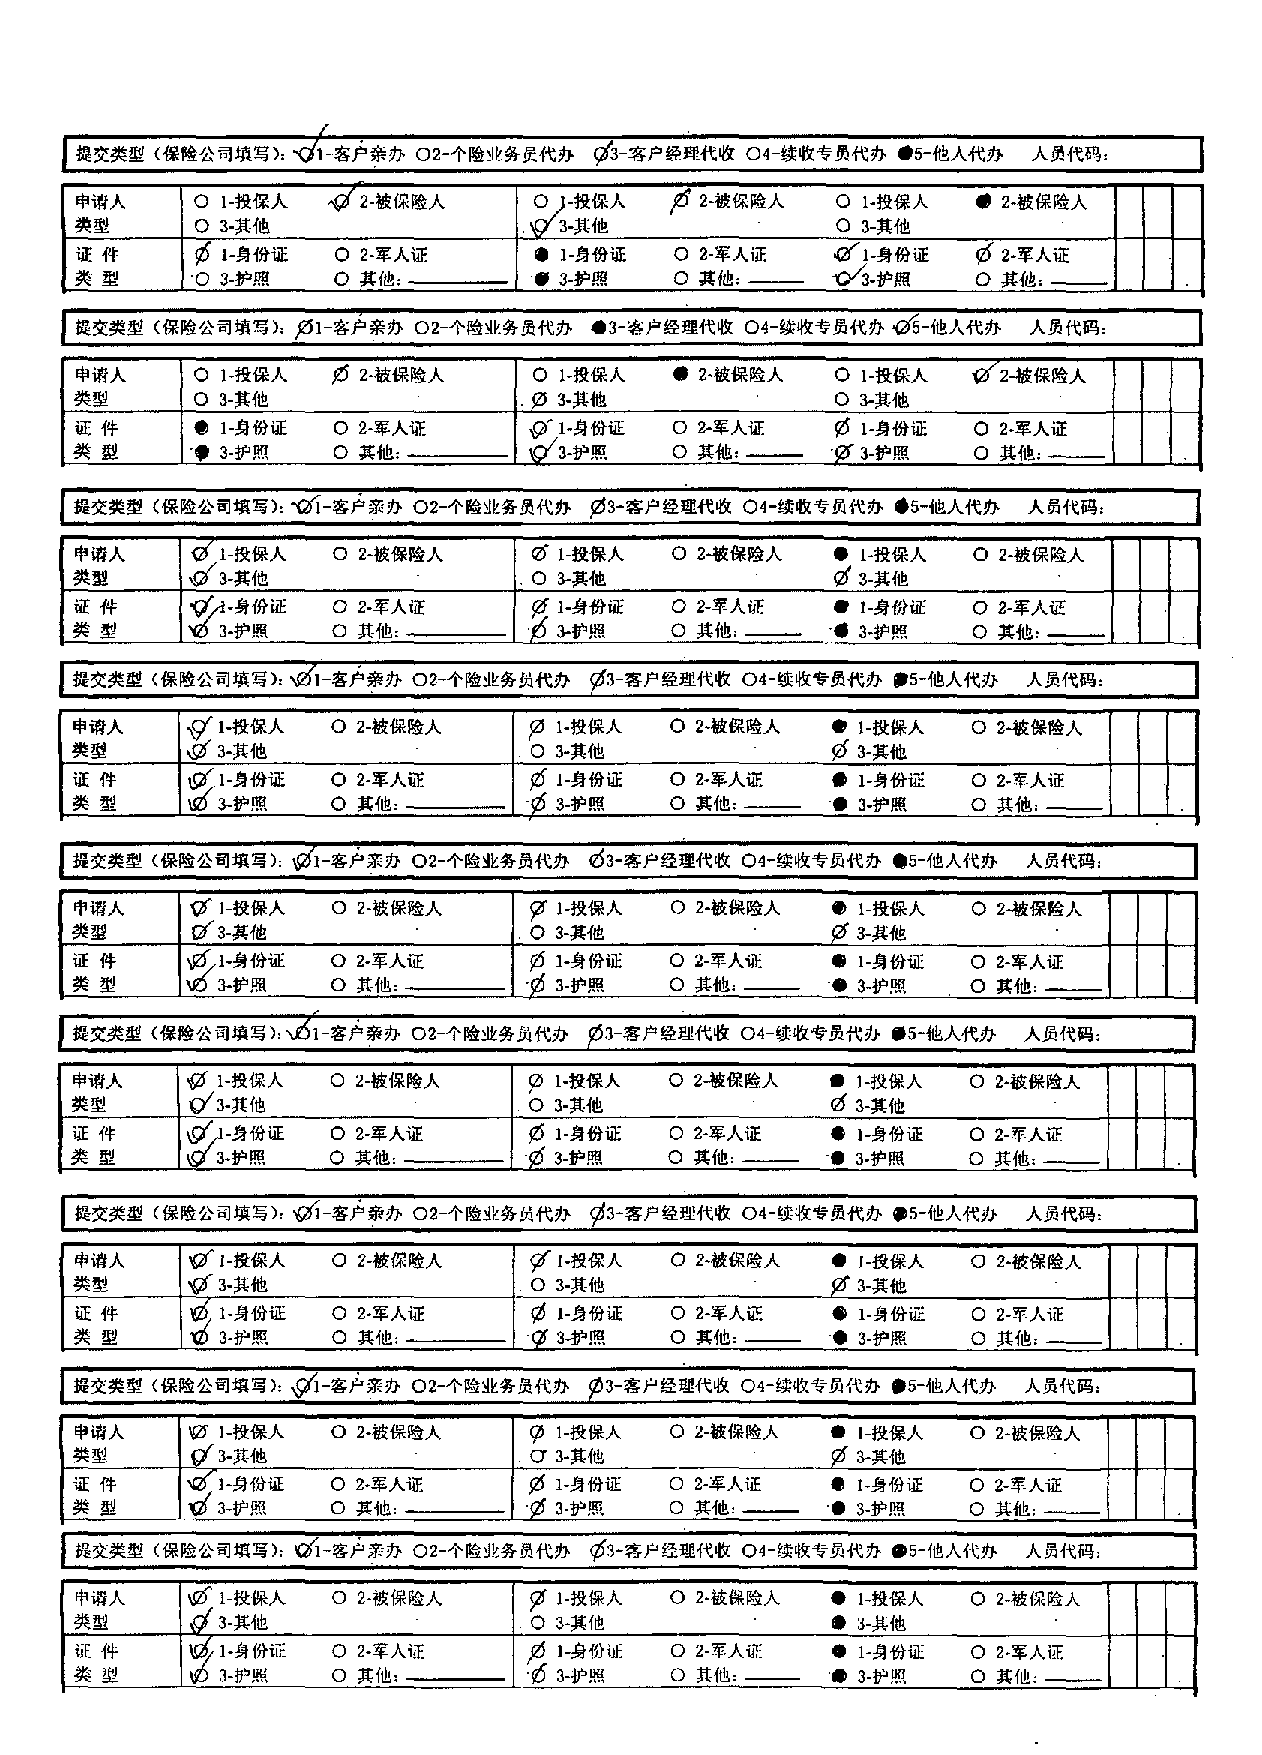 提交类型（保险公司填写）：○1-客户亲办 ○2-个险业务员代办 ○3-客户经理代收 ○4-续收专员代办 ●5-他人代办 人员代码：
申请人 ○ 1-投保人 ○ 2-被保险人 ○ 1-投保人 ○ 2-被保险人 ○ 1-投保人 ● 2-被保险人
类型 ○ 3-其他 ○ 3-其他 ○ 3-其他
证 件 ○ 1-身份证 ○ 2-军人证 ● 1-身份证 ○ 2-军人证 ○ 1-身份证 ○ 2-军人证
类 型 ○ 3-护照 ○ 其他：______ ● 3-护照 ○ 其他：____ ○ 3-护照 ○ 其他：____
提交类型（保险公司填写）：○1-客户亲办 ○2-个险业务员代办 ●3-客户经理代收 ○4-续收专员代办 ○5-他人代办 人员代码：
申请人 ○ 1-投保人 ○ 2-被保险人 ○ 1-投保人 ● 2-被保险人 ○ 1-投保人 ○ 2-被保险人
类型 ○ 3-其他 ○ 3-其他 ○ 3-其他
证 件 ● 1-身份证 ○ 2-军人证 ○ 1-身份证 ○ 2-军人证 ○ 1-身份证 ○ 2-军人证
类 型 ● 3-护照 ○ 其他：______ ○ 3-护照 ○ 其他：____ ○ 3-护照 ○ 其他：____
提交类型（保险公司填写）：○1-客户亲办 ○2-个险业务员代办 ○3-客户经理代收 ○4-续收专员代办 ●5-他人代办 人员代码：
申请人 ○ 1-投保人 ○ 2-被保险人 ○ 1-投保人 ○ 2-被保险人 ● 1-投保人 ○ 2-被保险人
类型 ○ 3-其他 ○ 3-其他 ○ 3-其他
证 件 ○ 1-身份证 ○ 2-军人证 ○ 1-身份证 ○ 2-军人证 ● 1-身份证 ○ 2-军人证
类 型 ○ 3-护照 ○ 其他：______ ○ 3-护照 ○ 其他：____ ● 3-护照 ○ 其他：____
提交类型（保险公司填写）：○1-客户亲办 ○2-个险业务员代办 ○3-客户经理代收 ○4-续收专员代办 ●5-他人代办 人员代码：
申请人 ○ 1-投保人 ○ 2-被保险人 ○ 1-投保人 ○ 2-被保险人 ● 1-投保人 ○ 2-被保险人
类型 ○ 3-其他 ○ 3-其他 ○ 3-其他
证 件 ○ 1-身份证 ○ 2-军人证 ○ 1-身份证 ○ 2-军人证 ● 1-身份证 ○ 2-军人证
类 型 ○ 3-护照 ○ 其他：______ ○ 3-护照 ○ 其他：____ ● 3-护照 ○ 其他：____
提交类型（保险公司填写）：○1-客户亲办 ○2-个险业务员代办 ○3-客户经理代收 ○4-续收专员代办 ●5-他人代办 人员代码：
申请人 ○ 1-投保人 ○ 2-被保险人 ○ 1-投保人 ○ 2-被保险人 ● 1-投保人 ○ 2-被保险人
类型 ○ 3-其他 ○ 3-其他 ○ 3-其他
证 件 ○ 1-身份证 ○ 2-军人证 ○ 1-身份证 ○ 2-军人证 ● 1-身份证 ○ 2-军人证
类 型 ○ 3-护照 ○ 其他：______ ○ 3-护照 ○ 其他：____ ● 3-护照 ○ 其他：____
提交类型（保险公司填写）：○1-客户亲办 ○2-个险业务员代办 ○3-客户经理代收 ○4-续收专员代办 ●5-他人代办 人员代码：
申请人 ○ 1-投保人 ○ 2-被保险人 ○ 1-投保人 ○ 2-被保险人 ● 1-投保人 ○ 2-被保险人
类型 ○ 3-其他 ○ 3-其他 ○ 3-其他
证 件 ○ 1-身份证 ○ 2-军人证 ○ 1-身份证 ○ 2-军人证 ● 1-身份证 ○ 2-军人证
类 型 ○ 3-护照 ○ 其他：______ ○ 3-护照 ○ 其他：____ ● 3-护照 ○ 其他：____
提交类型（保险公司填写）：○1-客户亲办 ○2-个险业务员代办 ○3-客户经理代收 ○4-续收专员代办 ●5-他人代办 人员代码：
申请人 ○ 1-投保人 ○ 2-被保险人 ○ 1-投保人 ○ 2-被保险人 ● 1-投保人 ○ 2-被保险人
类型 ○ 3-其他 ○ 3-其他 ○ 3-其他
证 件 ○ 1-身份证 ○ 2-军人证 ○ 1-身份证 ○ 2-军人证 ● 1-身份证 ○ 2-军人证
类 型 ○ 3-护照 ○ 其他：______ ○ 3-护照 ○ 其他：____ ● 3-护照 ○ 其他：____
提交类型（保险公司填写）：○1-客户亲办 ○2-个险业务员代办 ○3-客户经理代收 ○4-续收专员代办 ●5-他人代办 人员代码：
申请人 ○ 1-投保人 ○ 2-被保险人 ○ 1-投保人 ○ 2-被保险人 ● 1-投保人 ○ 2-被保险人
类型 ○ 3-其他 ○ 3-其他 ○ 3-其他
证 件 ○ 1-身份证 ○ 2-军人证 ○ 1-身份证 ○ 2-军人证 ● 1-身份证 ○ 2-军人证
类 型 ○ 3-护照 ○ 其他：______ ○ 3-护照 ○ 其他：____ ● 3-护照 ○ 其他：____
提交类型（保险公司填写）：○1-客户亲办 ○2-个险业务员代办 ○3-客户经理代收 ○4-续收专员代办 ●5-他人代办 人员代码：
申请人 ○ 1-投保人 ○ 2-被保险人 ○ 1-投保人 ○ 2-被保险人 ● 1-投保人 ○ 2-被保险人
类型 ○ 3-其他 ○ 3-其他 ● 3-其他
证 件 ○ 1-身份证 ○ 2-军人证 ○ 1-身份证 ○ 2-军人证 ● 1-身份证 ○ 2-军人证
类 型 ○ 3-护照 ○ 其他：______ ○ 3-护照 ○ 其他：____ ● 3-护照 ○ 其他：____